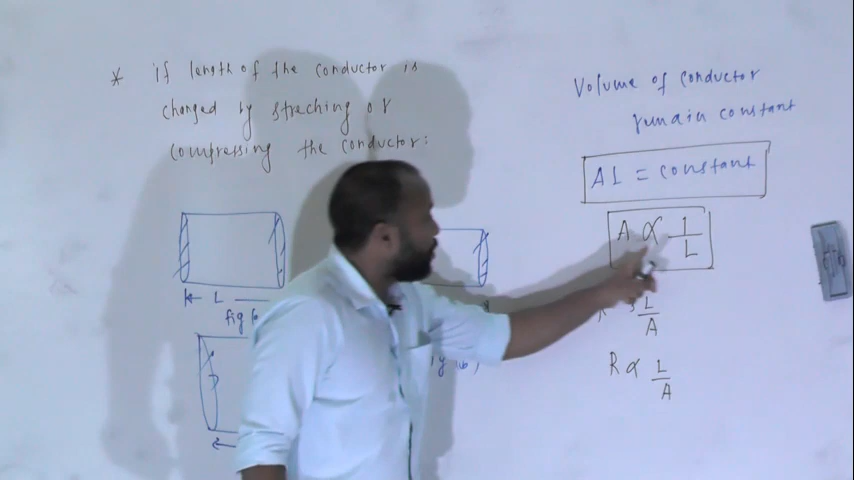 * if length of the conductor is
changed by streching or
compressing the conductor:
L
fig
Volume of conductor
remain constant
AL = constant
A ∝ 1/L
L/A
R ∝ L/A